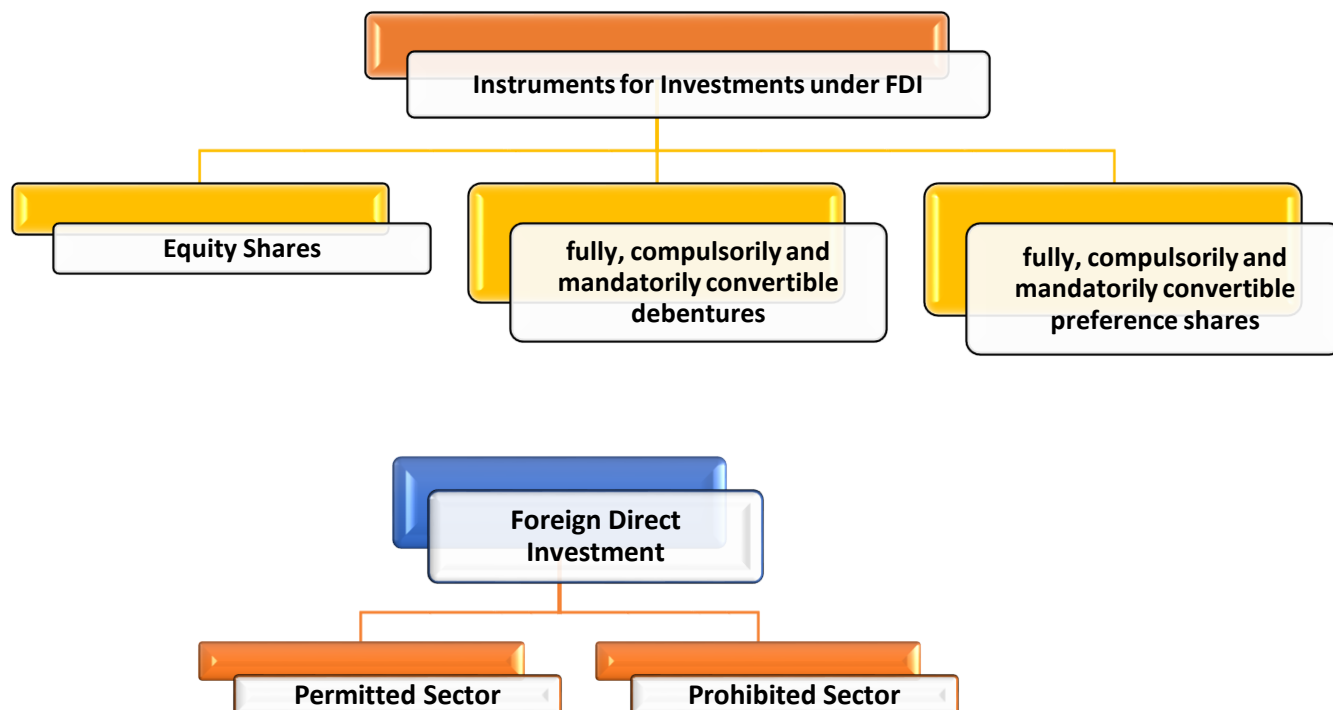 Instruments for Investments under FDI
Equity Shares
fully, compulsorily and
mandatorily convertible
debentures
fully, compulsorily and
mandatorily convertible
preference shares
Foreign Direct
Investment
Permitted Sector
Prohibited Sector